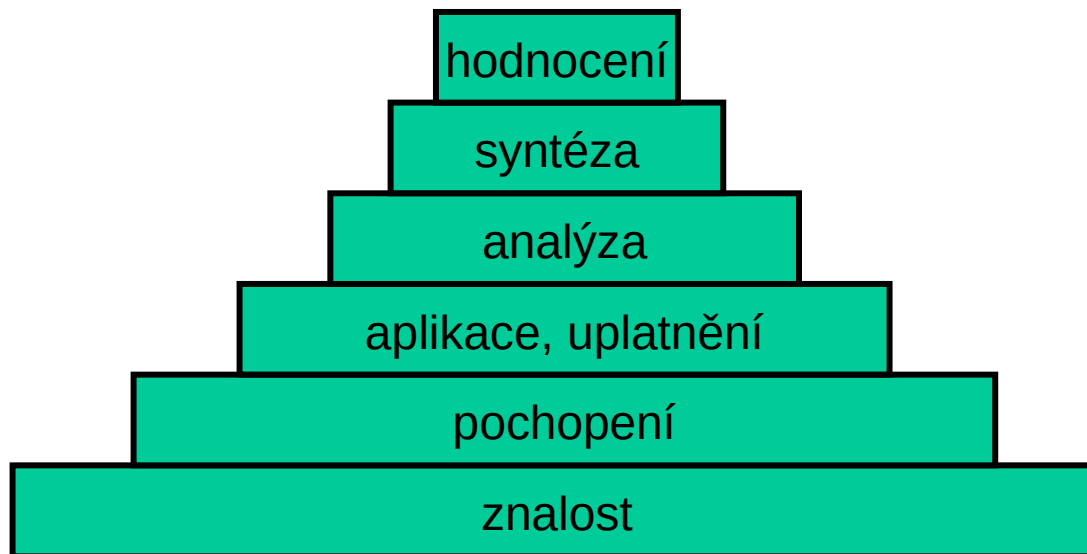 hodnocení
syntéza
analýza
aplikace, uplatnění
pochopení
znalost